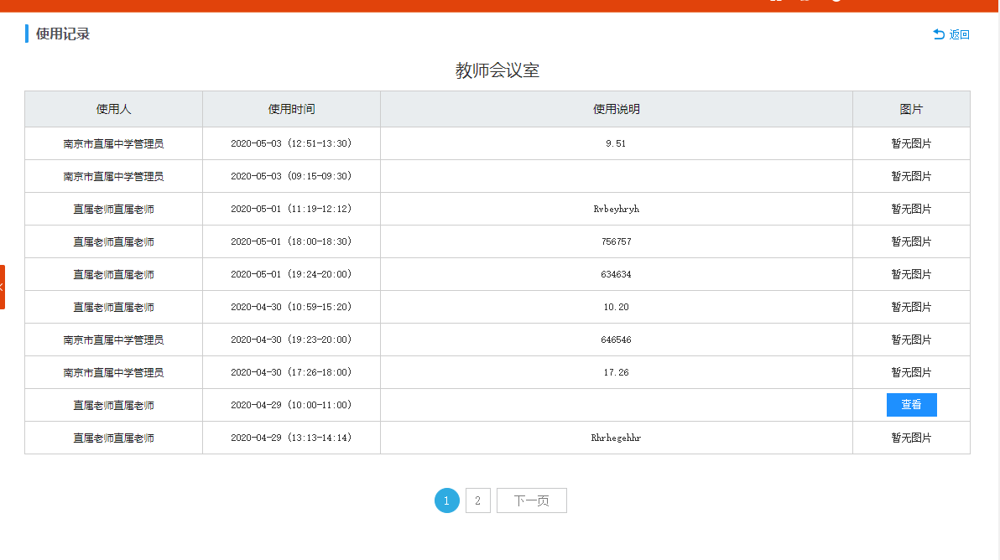 使用记录
返回
教师会议室
使用人 使用时间 使用说明 图片
南京市直属中学管理员 2020-05-03 (12:51-13:30) 9.51 暂无图片
南京市直属中学管理员 2020-05-03 (09:15-09:30) 暂无图片
直属老师直属老师 2020-05-01 (11:19-12:12) Rvbeyhryh 暂无图片
直属老师直属老师 2020-05-01 (18:00-18:30) 756757 暂无图片
直属老师直属老师 2020-05-01 (19:24-20:00) 634634 暂无图片
直属老师直属老师 2020-04-30 (10:59-15:20) 10.20 暂无图片
南京市直属中学管理员 2020-04-30 (19:23-20:00) 646546 暂无图片
南京市直属中学管理员 2020-04-30 (17:26-18:00) 17.26 暂无图片
直属老师直属老师 2020-04-29 (10:00-11:00) 查看
直属老师直属老师 2020-04-29 (13:13-14:14) Rhrhegehhr 暂无图片
1 2 下一页